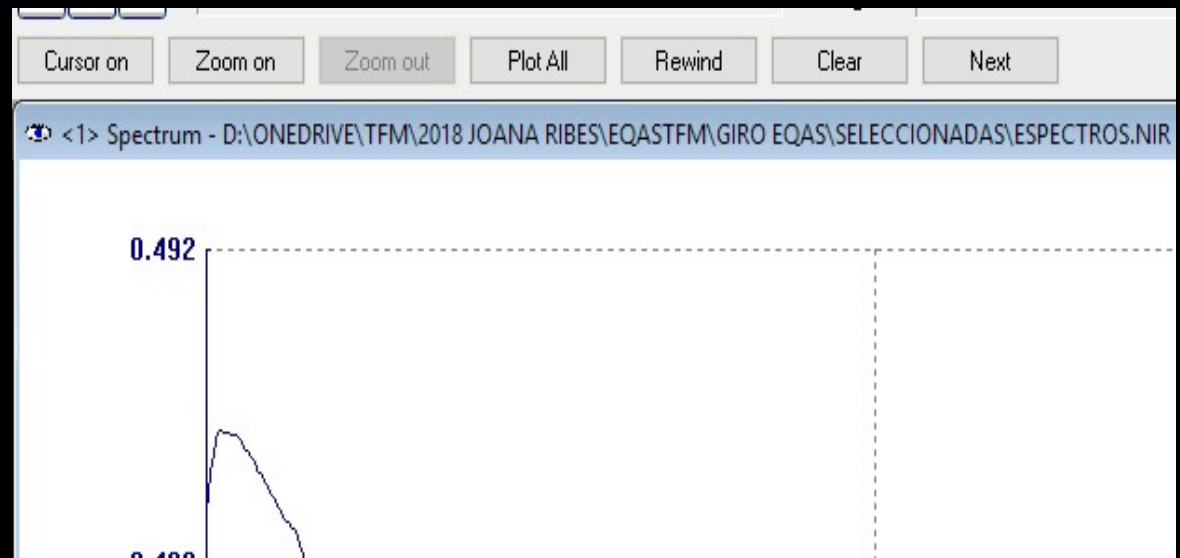 Cursor on Zoom on Zoom out Plot All Rewind Clear Next
<1> Spectrum - D:\ONEDRIVE\TFM\2018 JOANA RIBES\EQASTFM\GIRO EQAS\SELECCIONADAS\ESPECTROS.NIR
0.492